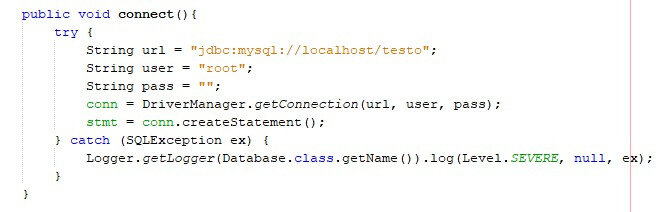 public void connect(){
try {
String url = "jdbc:mysql://localhost/testo";
String user = "root";
String pass = "";
conn = DriverManager.getConnection(url, user, pass);
stmt = conn.createStatement();
} catch (SQLException ex) {
Logger.getLogger(Database.class.getName()).log(Level.SEVERE, null, ex);
}
}